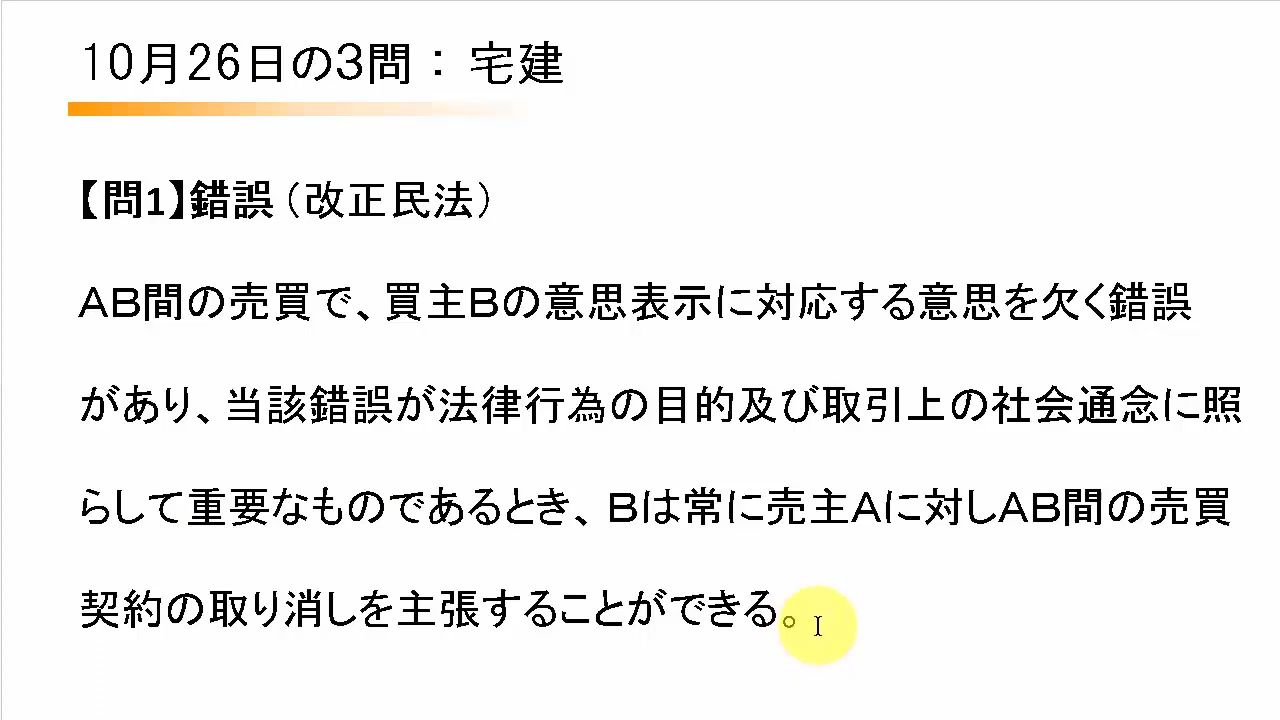 10月26日の3問：宅建
【問1】錯誤（改正民法）
ＡＢ間の売買で、買主Ｂの意思表示に対応する意思を欠く錯誤
があり、当該錯誤が法律行為の目的及び取引上の社会通念に照
らして重要なものであるとき、Ｂは常に売主Ａに対しＡＢ間の売買
契約の取り消しを主張することができる。